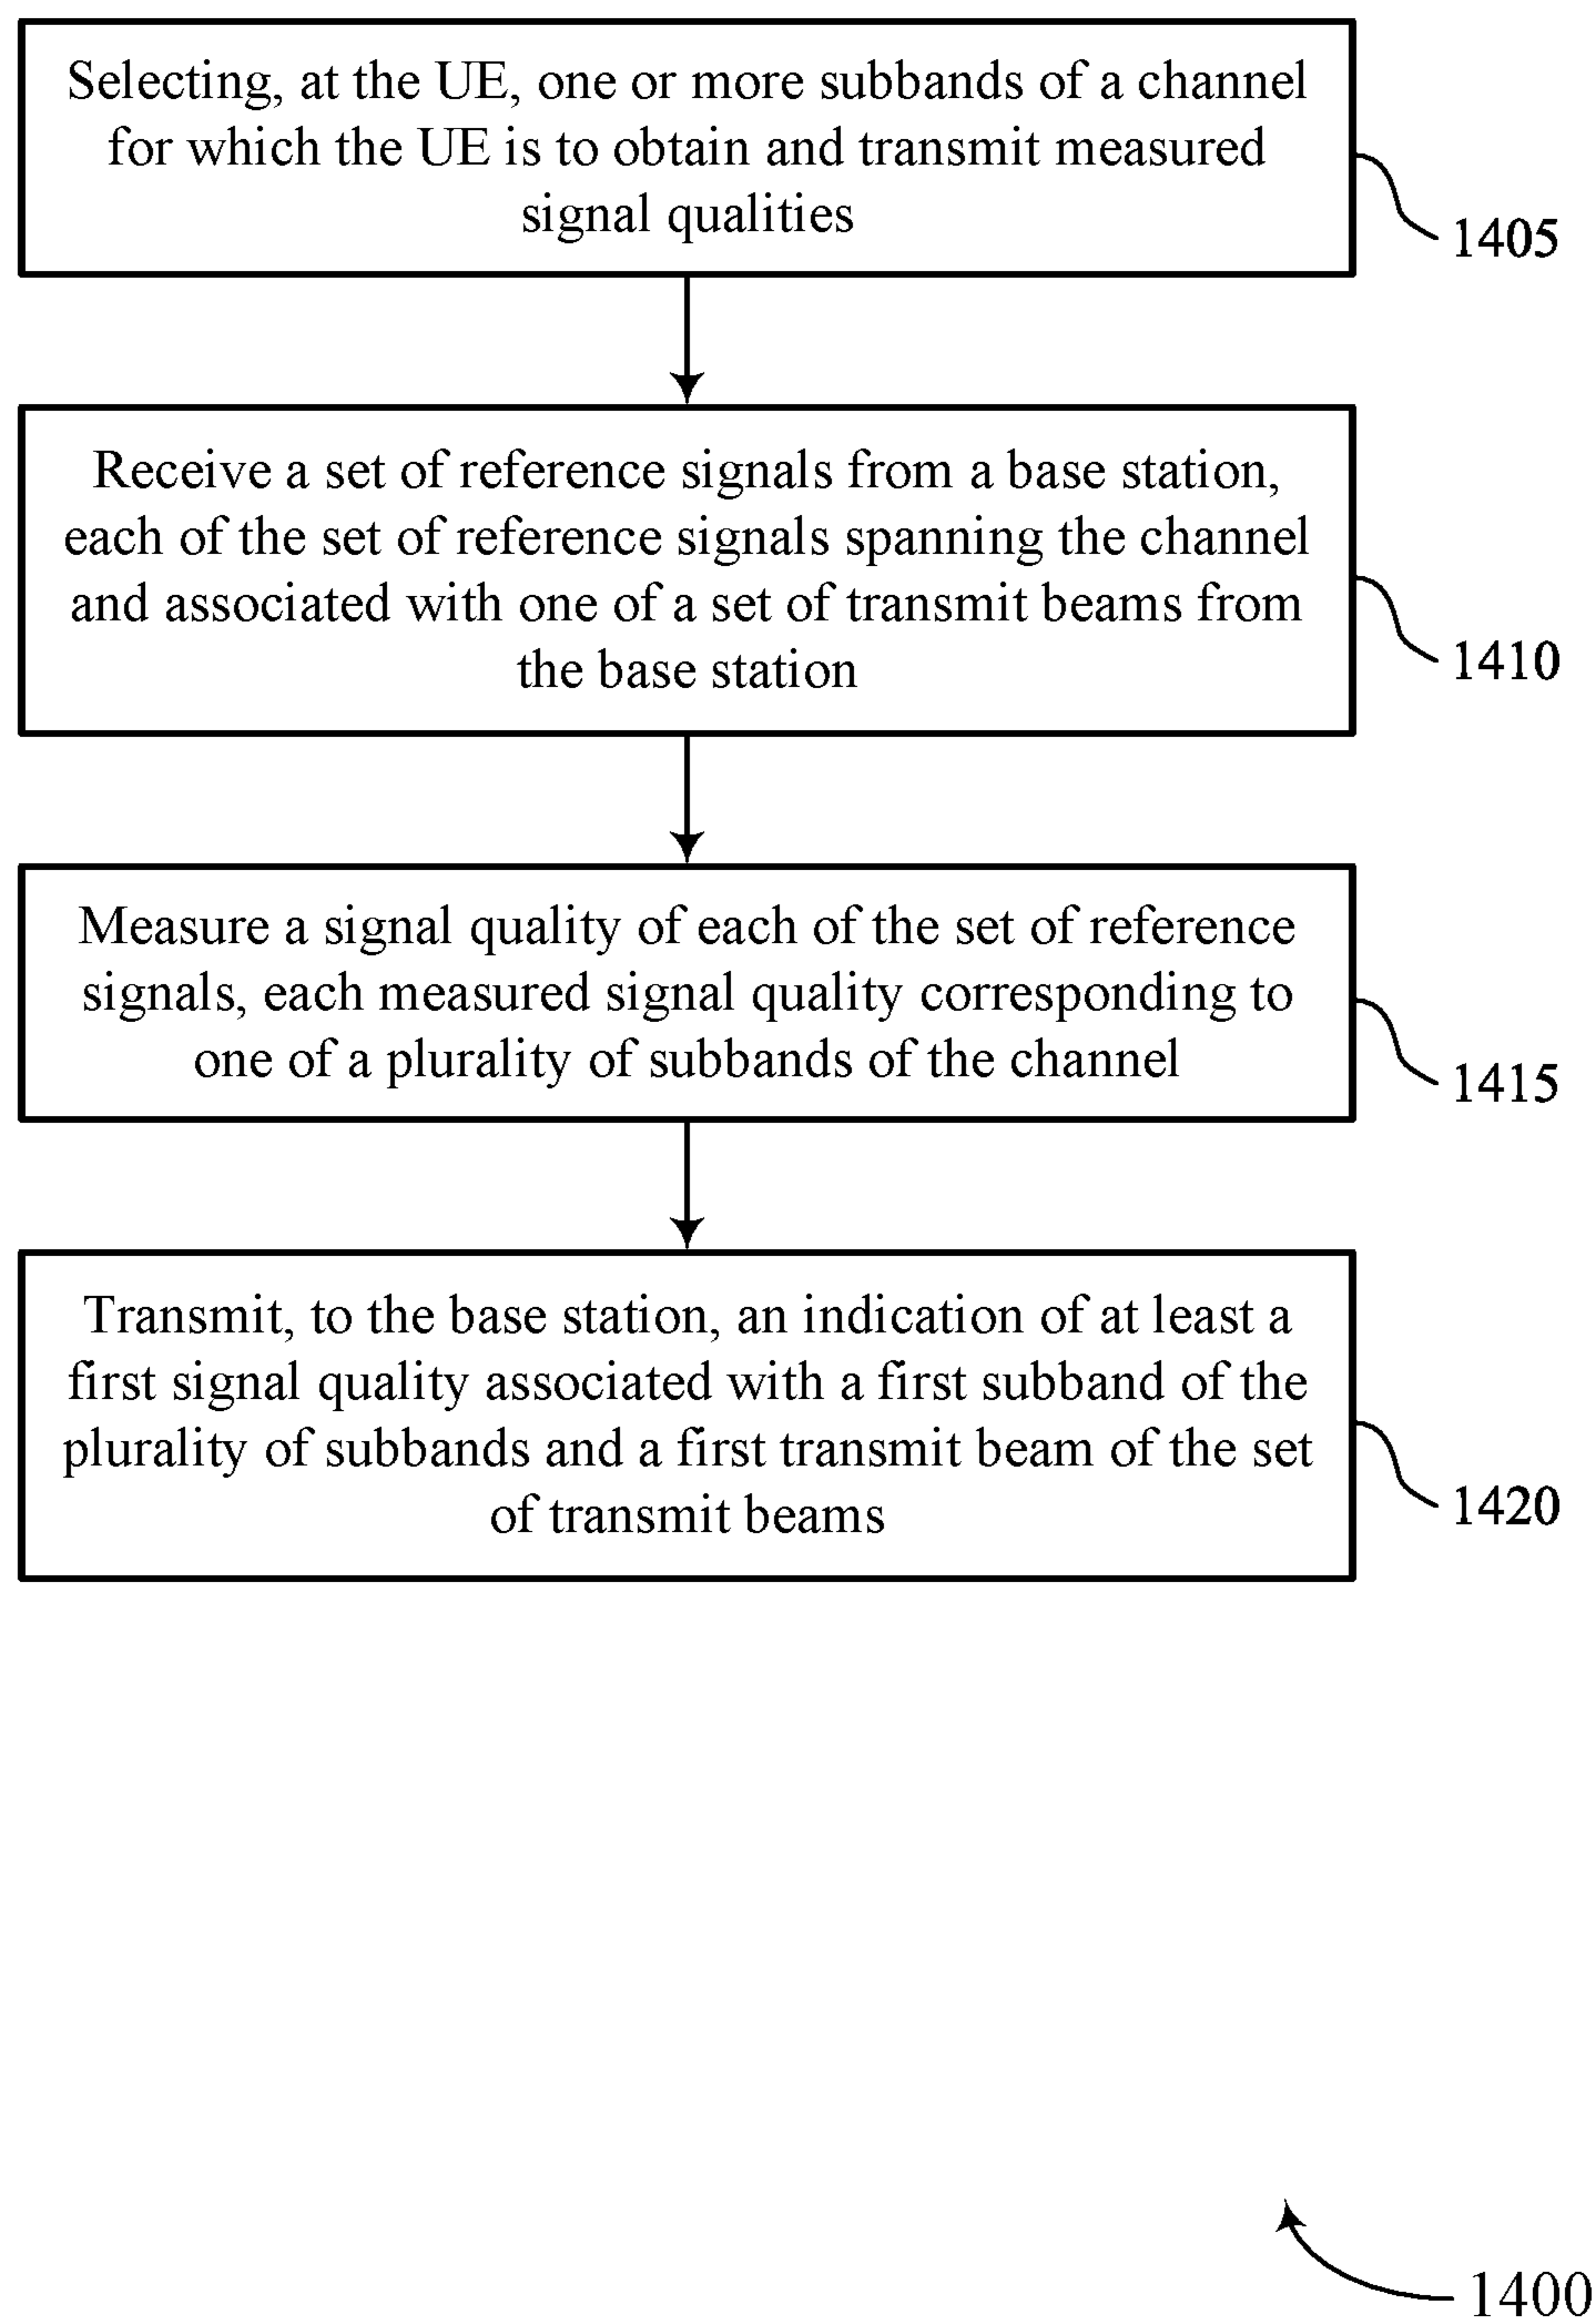 Selecting, at the UE, one or more subbands of a channel
for which the UE is to obtain and transmit measured
signal qualities
1405
Receive a set of reference signals from a base station,
each of the set of reference signals spanning the channel
and associated with one of a set of transmit beams from
the base station
1410
Measure a signal quality of each of the set of reference
signals, each measured signal quality corresponding to
one of a plurality of subbands of the channel
1415
Transmit, to the base station, an indication of at least a
first signal quality associated with a first subband of the
plurality of subbands and a first transmit beam of the set
of transmit beams
1420
1400